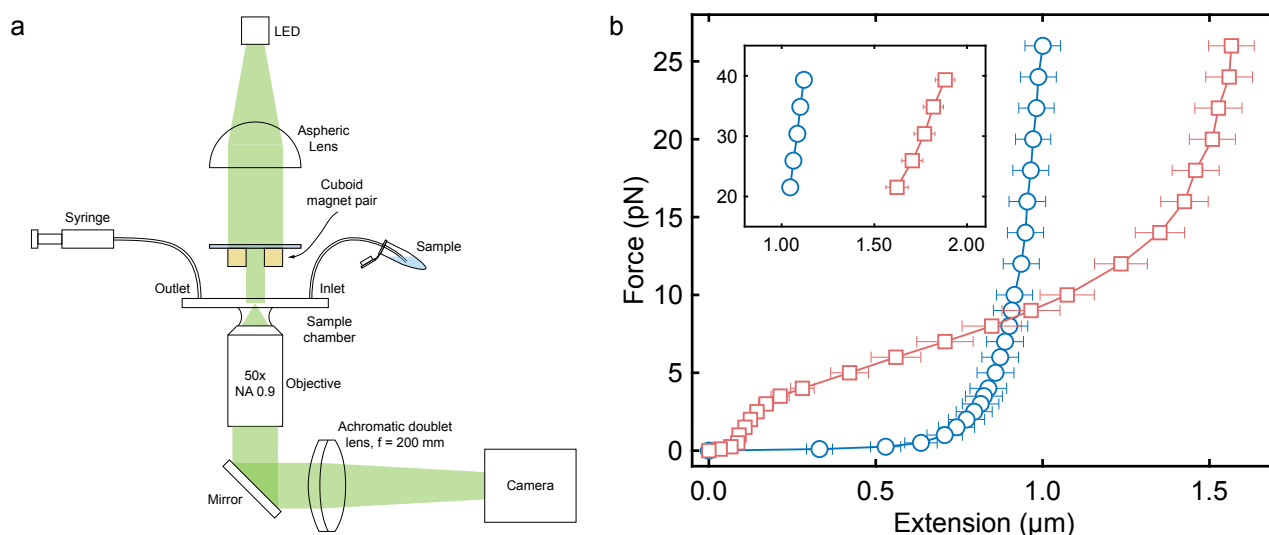 a
LED
Aspheric
Lens
Cuboid
magnet pair
Syringe
Sample
Outlet
Inlet
Sample
chamber
50x
NA 0.9
Objective
Achromatic doublet
lens, f = 200 mm
Mirror
Camera
b
Force (pN)
25
20
15
10
5
0
0.0
0.5
1.0
1.5
Extension (μm)
40
30
20
1.00
1.50
2.00